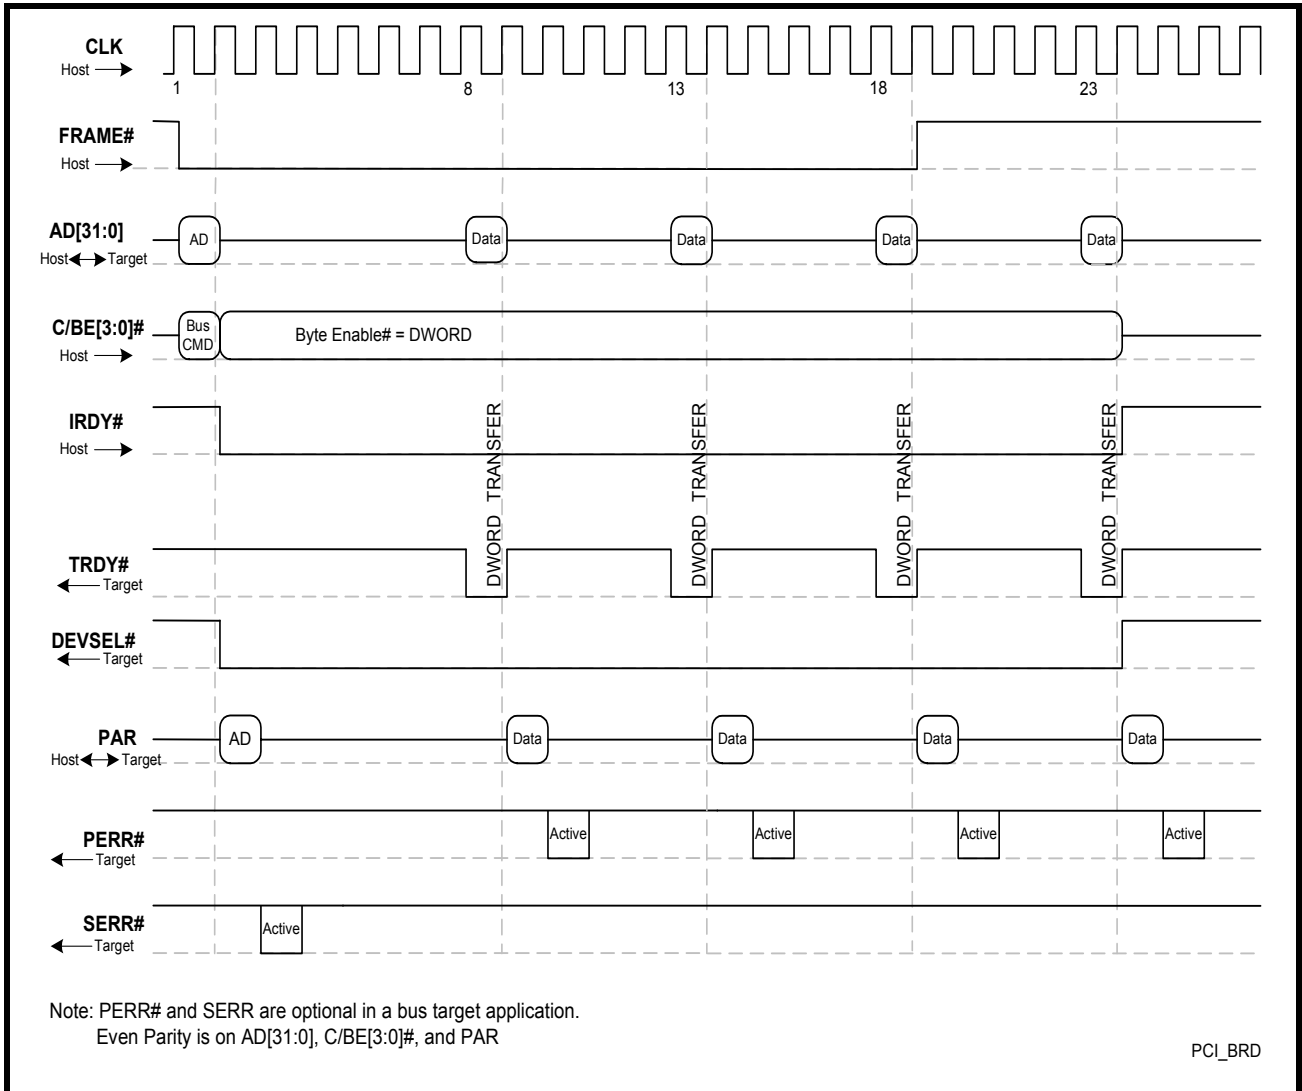 CLK
Host
1 8 13 18 23
FRAME#
Host
AD[31:0]
Host Target
AD Data Data Data Data
C/BE[3:0]#
Host
Bus
CMD
Byte Enable# = DWORD
IRDY#
Host
DWORD TRANSFER
DWORD TRANSFER
DWORD TRANSFER
DWORD TRANSFER
TRDY#
Target
DEVSEL#
Target
PAR
Host Target
AD Data Data Data Data
PERR#
Target
Active Active Active Active
SERR#
Target
Active
Note: PERR# and SERR are optional in a bus target application.
Even Parity is on AD[31:0], C/BE[3:0]#, and PAR
PCI_BRD